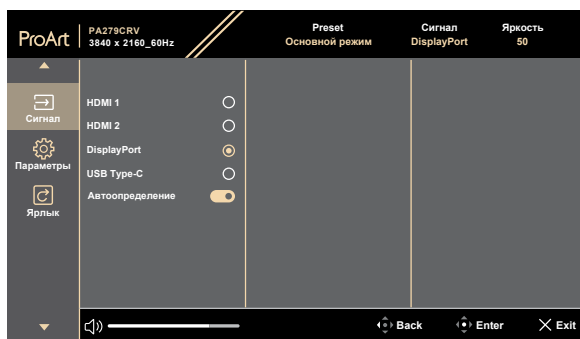 ProArt
PA279CRV
3840 x 2160_60Hz
Preset
Основной режим
Сигнал
DisplayPort
Яркость
50
Сигнал
Параметры
Ярлык
HDMI 1
HDMI 2
DisplayPort
USB Type-C
Автоопределение
Back
Enter
Exit